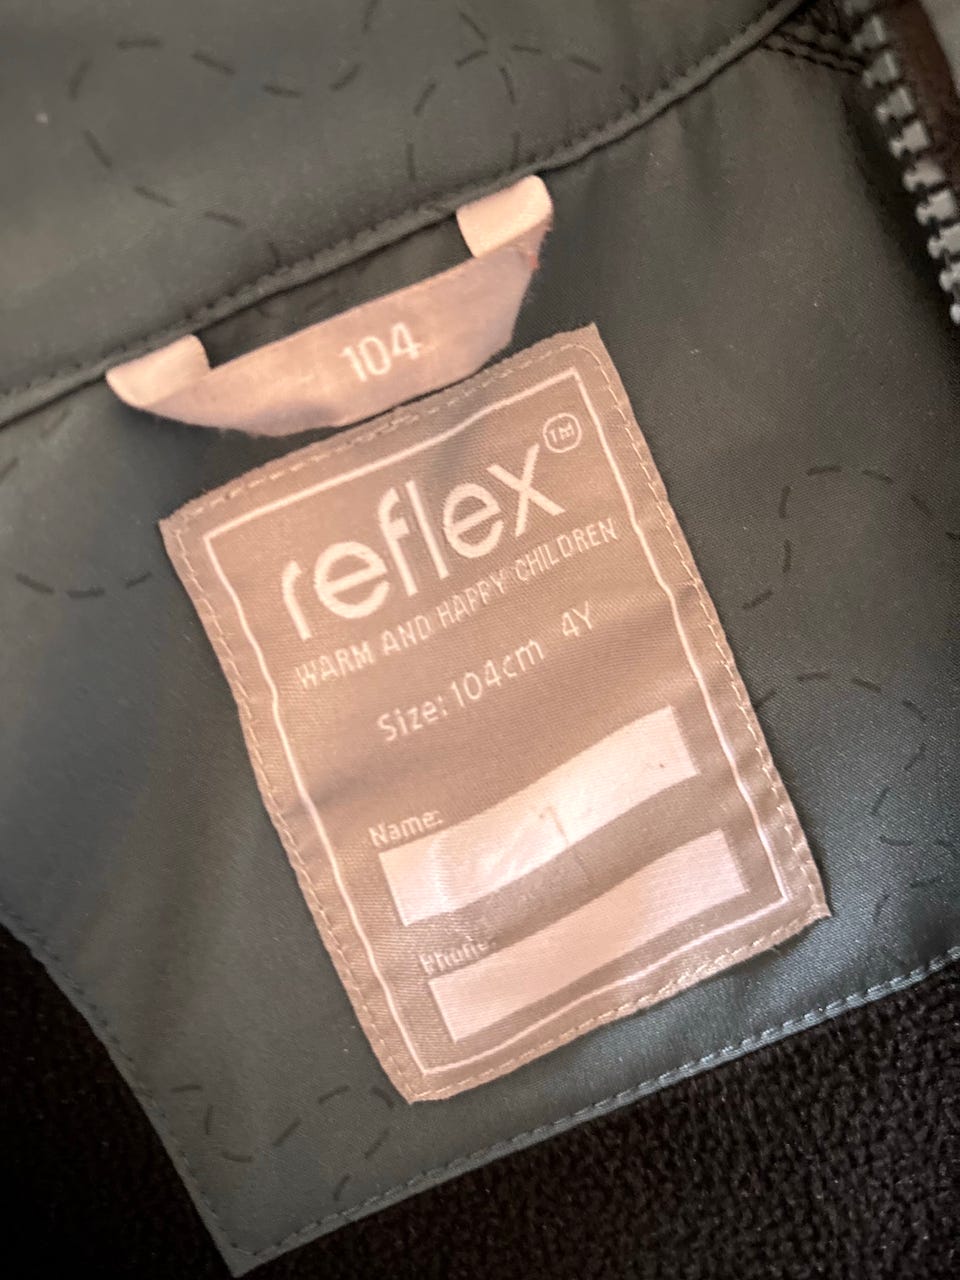 104
reflex™
WARM AND HAPPY CHILDREN
Size: 104cm 4Y
Name:
Phone: